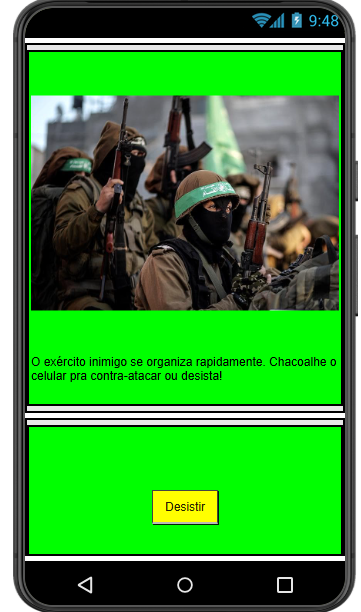 9:48
O exército inimigo se organiza rapidamente. Chacoalhe o
celular pra contra-atacar ou desista!
Desistir